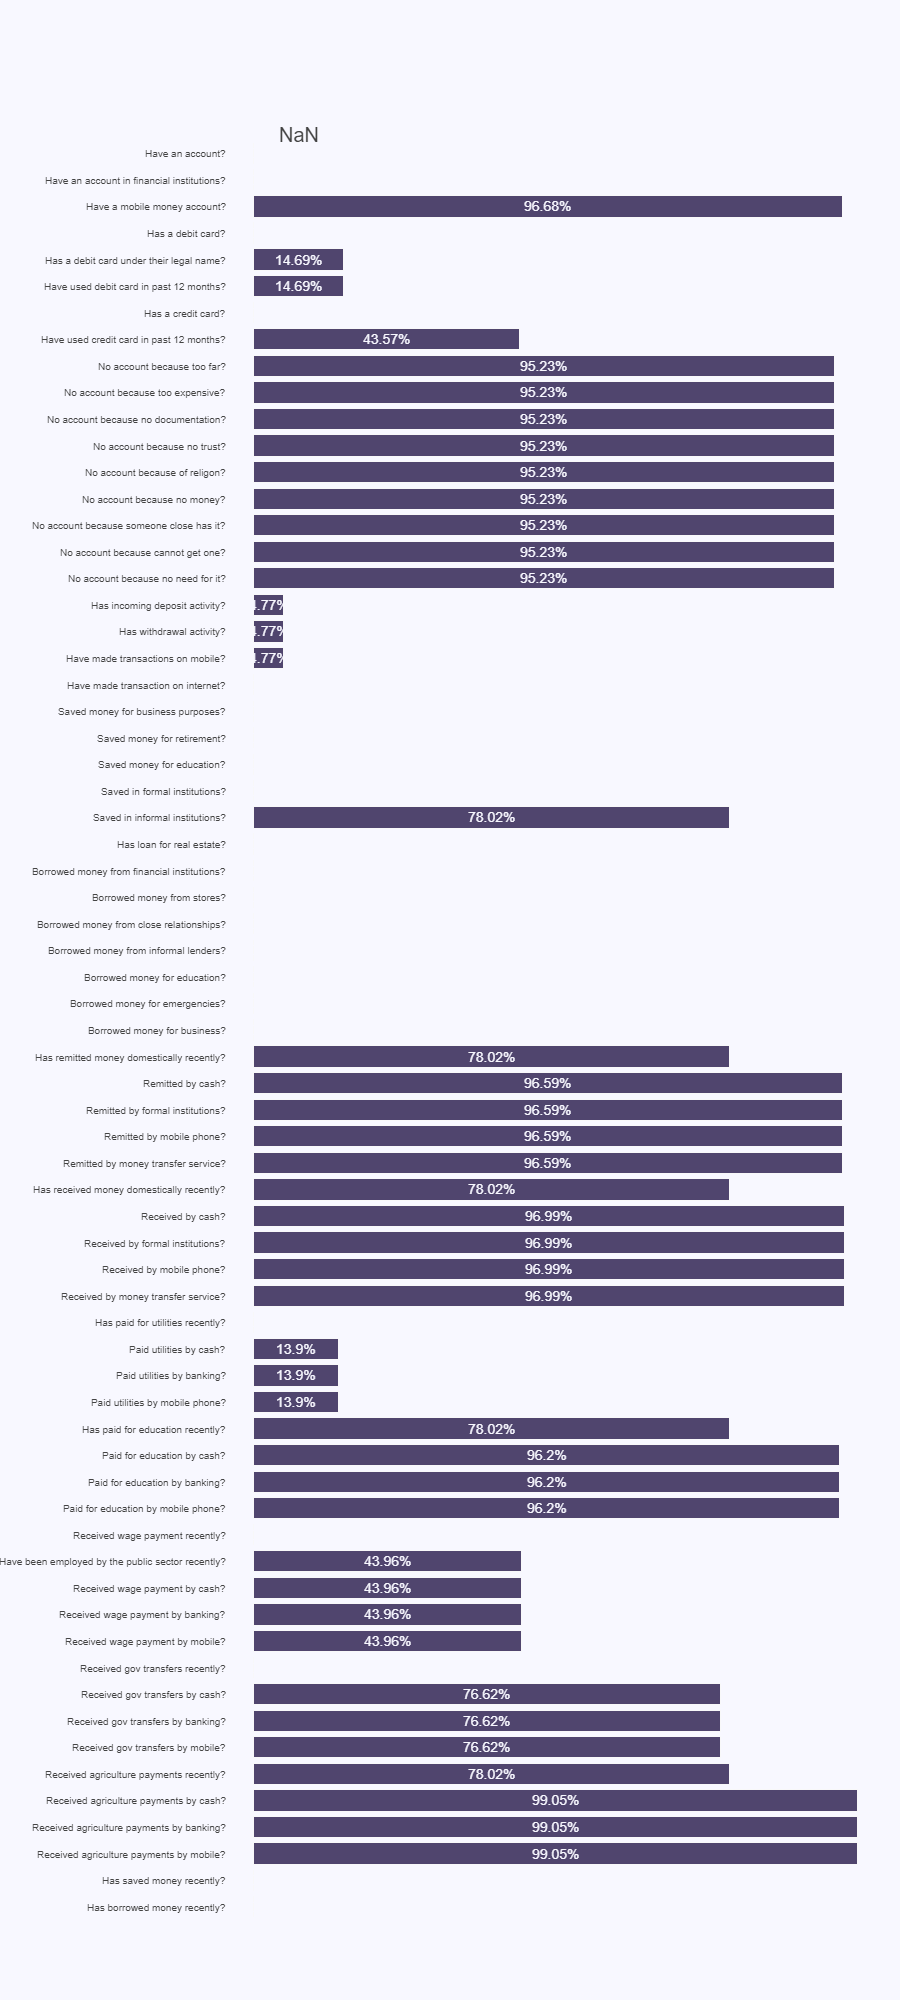 NaN
Have an account?
Have an account in financial institutions?
Have a mobile money account? 96.68%
Has a debit card?
Has a debit card under their legal name? 14.69%
Have used debit card in past 12 months? 14.69%
Has a credit card?
Have used credit card in past 12 months? 43.57%
No account because too far? 95.23%
No account because too expensive? 95.23%
No account because no documentation? 95.23%
No account because no trust? 95.23%
No account because of religon? 95.23%
No account because no money? 95.23%
No account because someone close has it? 95.23%
No account because cannot get one? 95.23%
No account because no need for it? 95.23%
Has incoming deposit activity? 4.77%
Has withdrawal activity? 4.77%
Have made transactions on mobile? 4.77%
Have made transaction on internet?
Saved money for business purposes?
Saved money for retirement?
Saved money for education?
Saved in formal institutions?
Saved in informal institutions? 78.02%
Has loan for real estate?
Borrowed money from financial institutions?
Borrowed money from stores?
Borrowed money from close relationships?
Borrowed money from informal lenders?
Borrowed money for education?
Borrowed money for emergencies?
Borrowed money for business?
Has remitted money domestically recently? 78.02%
Remitted by cash? 96.59%
Remitted by formal institutions? 96.59%
Remitted by mobile phone? 96.59%
Remitted by money transfer service? 96.59%
Has received money domestically recently? 78.02%
Received by cash? 96.99%
Received by formal institutions? 96.99%
Received by mobile phone? 96.99%
Received by money transfer service? 96.99%
Has paid for utilities recently?
Paid utilities by cash? 13.9%
Paid utilities by banking? 13.9%
Paid utilities by mobile phone? 13.9%
Has paid for education recently? 78.02%
Paid for education by cash? 96.2%
Paid for education by banking? 96.2%
Paid for education by mobile phone? 96.2%
Received wage payment recently?
Have been employed by the public sector recently? 43.96%
Received wage payment by cash? 43.96%
Received wage payment by banking? 43.96%
Received wage payment by mobile? 43.96%
Received gov transfers recently?
Received gov transfers by cash? 76.62%
Received gov transfers by banking? 76.62%
Received gov transfers by mobile? 76.62%
Received agriculture payments recently? 78.02%
Received agriculture payments by cash? 99.05%
Received agriculture payments by banking? 99.05%
Received agriculture payments by mobile? 99.05%
Has saved money recently?
Has borrowed money recently?